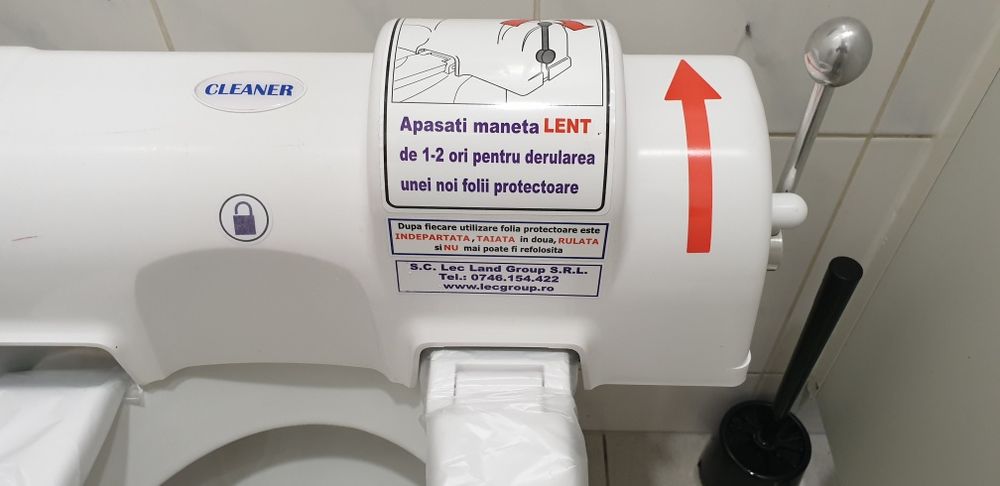 CLEANER
Apasati maneta LENT
de 1-2 ori pentru derularea
unei noi folii protectoare
Dupa fiecare utilizare folia protectoare este
INDEPARTATA, TAIATA in doua, RULATA
si NU mai poate fi refolosita
S.C. Lec Land Group S.R.L.
Tel.: 0746.154.422
www.lecgroup.ro